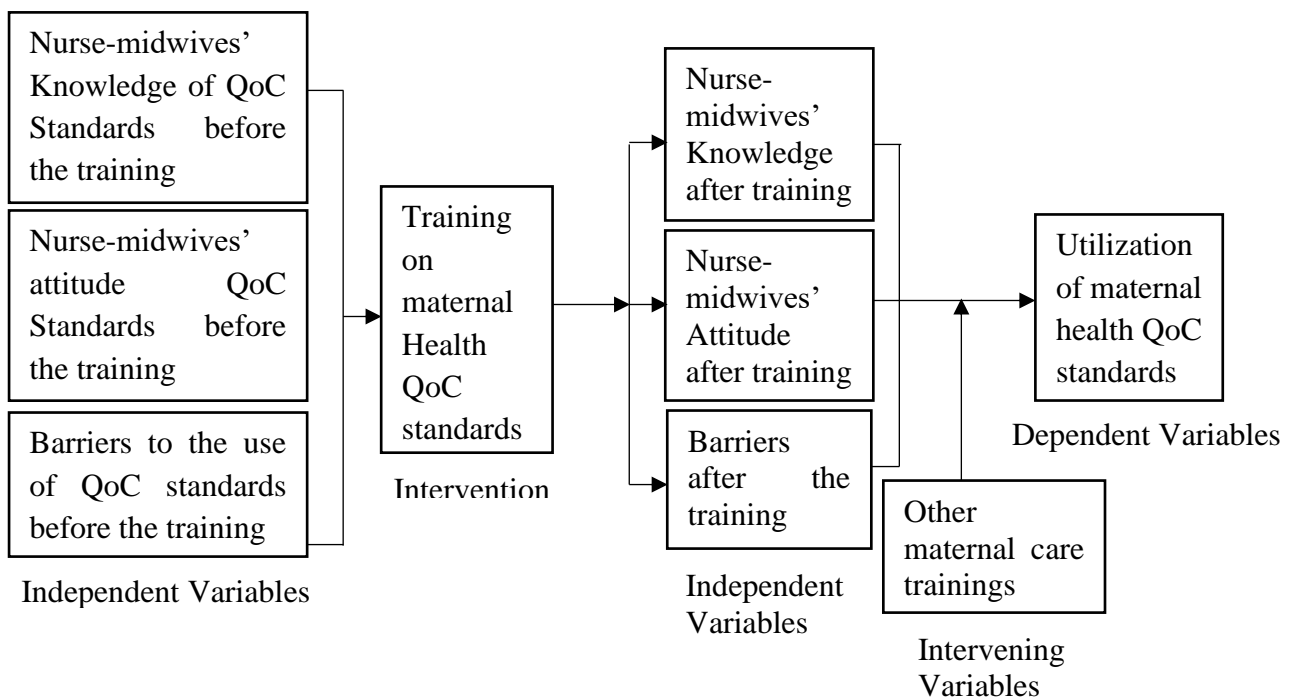 Nurse-midwives’
Knowledge of QoC
Standards before
the training
Nurse-midwives’
attitude QoC
Standards before
the training
Barriers to the use
of QoC standards
before the training
Independent Variables
Training
on
maternal
Health
QoC
standards
Intervention
Nurse-
midwives’
Knowledge
after training
Nurse-
midwives’
Attitude
after training
Barriers
after the
training
Independent
Variables
Utilization
of maternal
health QoC
standards
Dependent Variables
Other
maternal care
trainings
Intervening
Variables